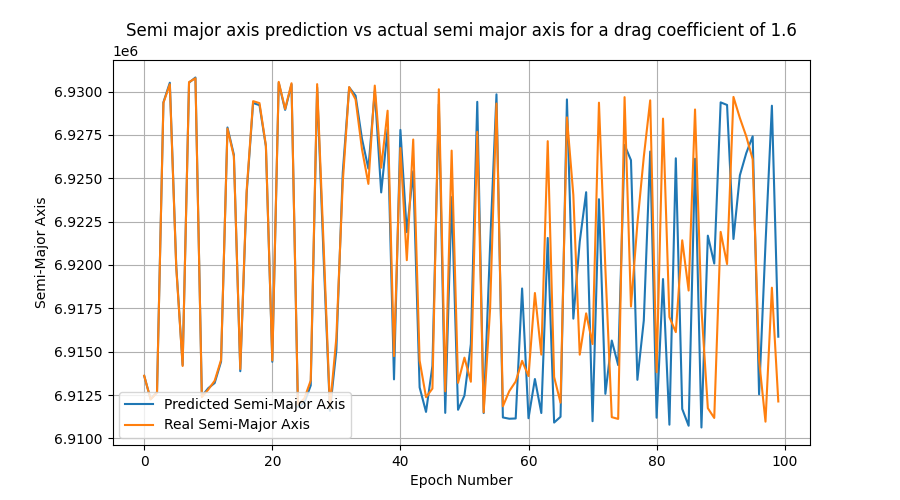 Semi major axis prediction vs actual semi major axis for a drag coefficient of 1.6
1e6
6.9300
6.9275
6.9250
6.9225
6.9200
6.9175
6.9150
6.9125
6.9100
Semi-Major Axis
Predicted Semi-Major Axis
Real Semi-Major Axis
0 20 40 60 80 100
Epoch Number